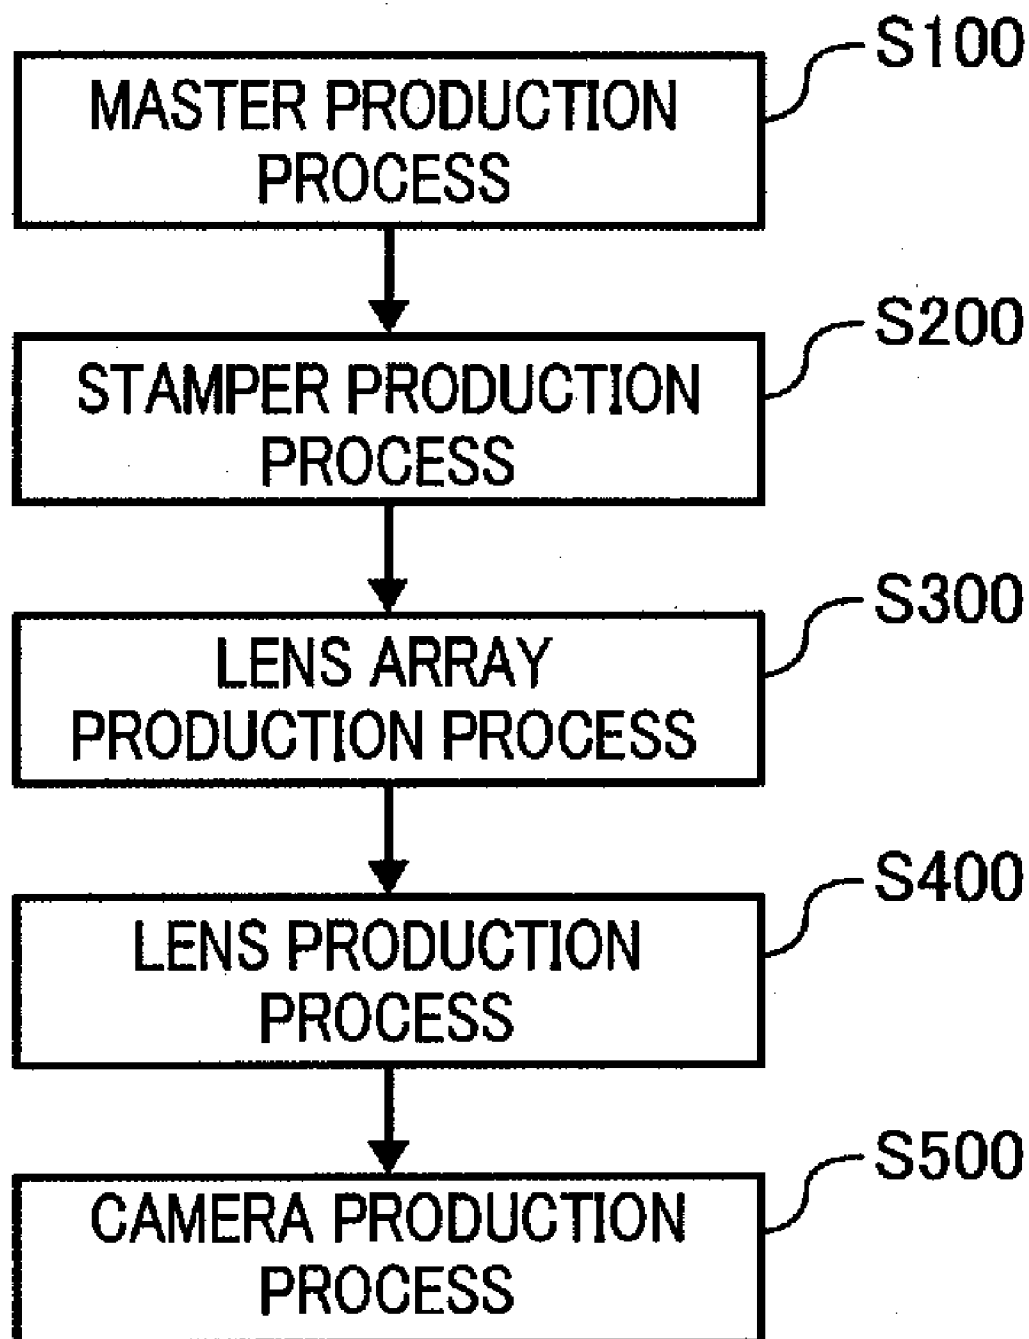 S100
MASTER PRODUCTION
PROCESS
S200
STAMPER PRODUCTION
PROCESS
S300
LENS ARRAY
PRODUCTION PROCESS
S400
LENS PRODUCTION
PROCESS
S500
CAMERA PRODUCTION
PROCESS